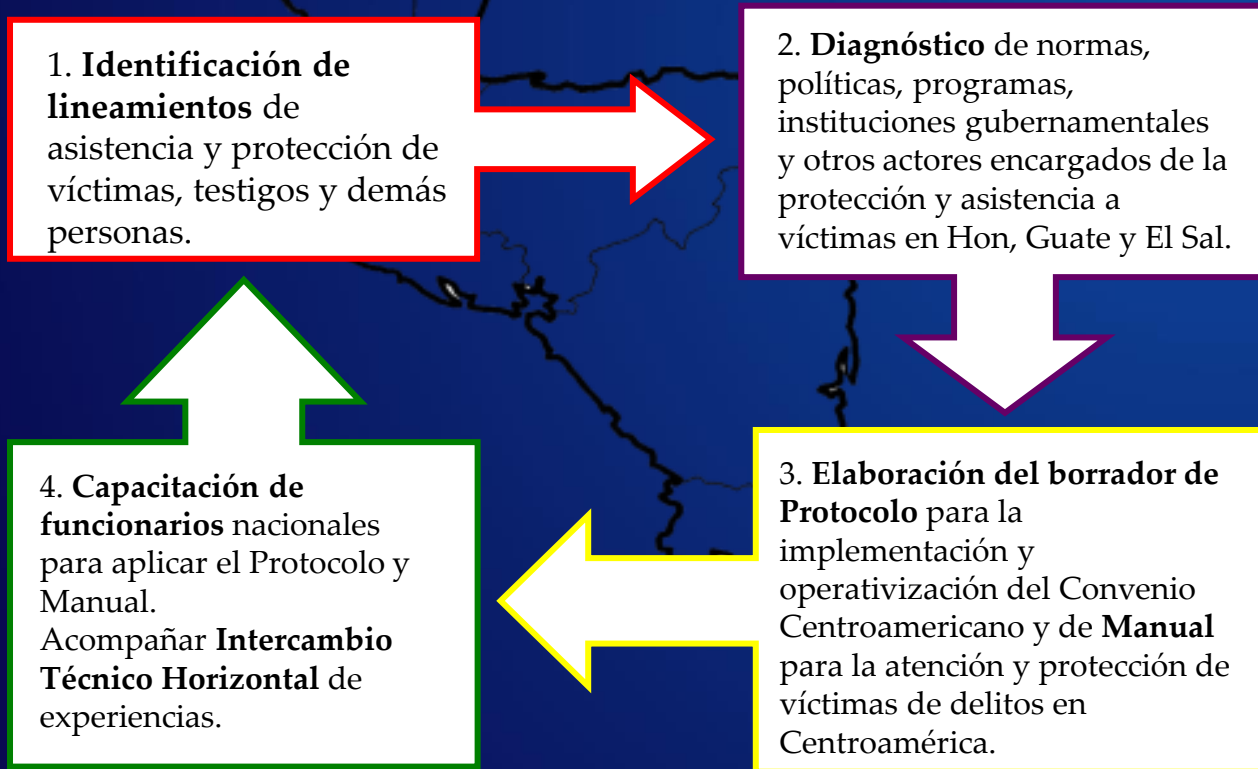 1. Identificación de
lineamientos de
asistencia y protección de
víctimas, testigos y demás
personas.
2. Diagnóstico de normas,
políticas, programas,
instituciones gubernamentales
y otros actores encargados de la
protección y asistencia a
víctimas en Hon, Guate y El Sal.
3. Elaboración del borrador de
Protocolo para la
implementación y
operativización del Convenio
Centroamericano y de Manual
para la atención y protección de
víctimas de delitos en
Centroamérica.
4. Capacitación de
funcionarios nacionales
para aplicar el Protocolo y
Manual.
Acompañar Intercambio
Técnico Horizontal de
experiencias.